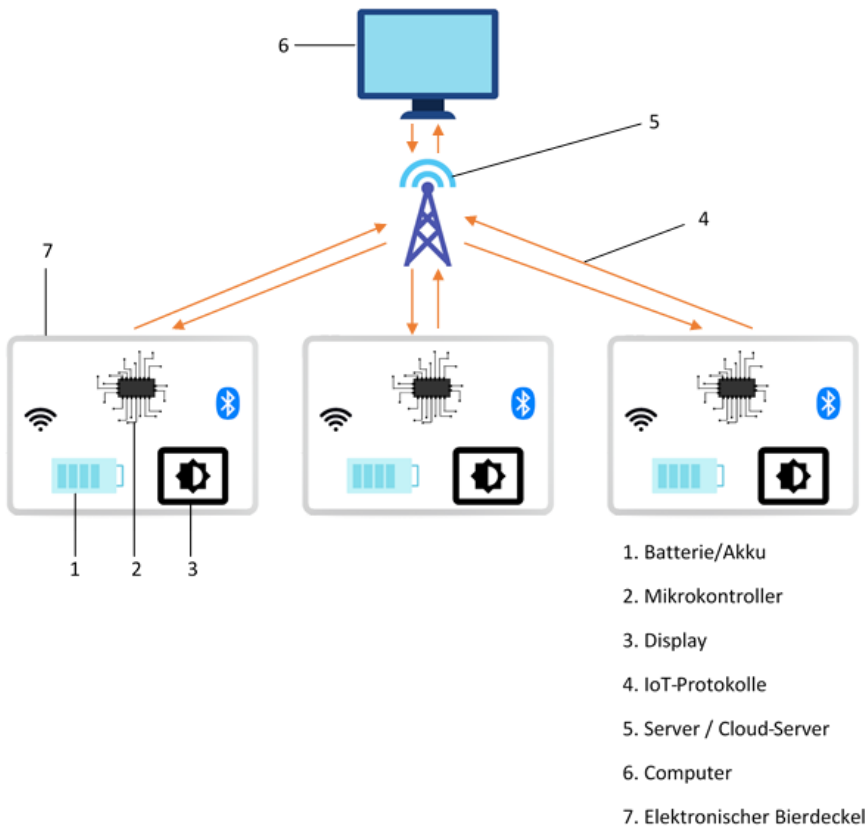 6
5
4
7
1
2
3
1. Batterie/Akku
2. Mikrokontroller
3. Display
4. IoT-Protokolle
5. Server / Cloud-Server
6. Computer
7. Elektronischer Bierdeckel